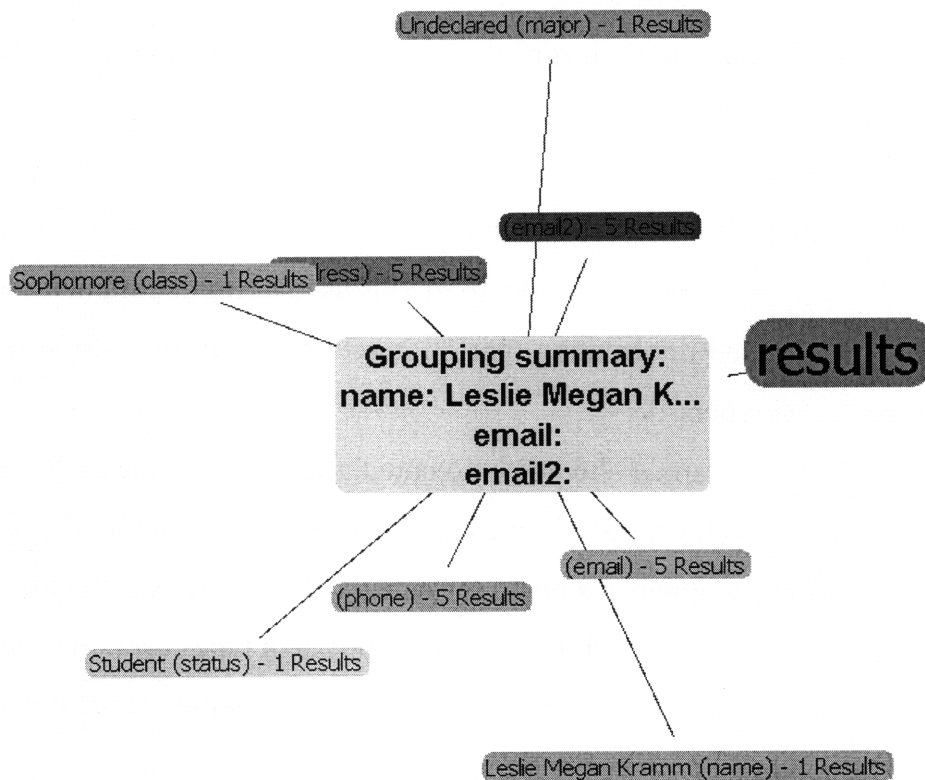 Undeclared (major) - 1 Results
(email2) - 5 Results
Sophomore (class) - 1 Results
dress) - 5 Results
results
Grouping summary:
name: Leslie Megan K...
email:
email2:
(email) - 5 Results
(phone) - 5 Results
Student (status) - 1 Results
Leslie Megan Kramm (name) - 1 Results